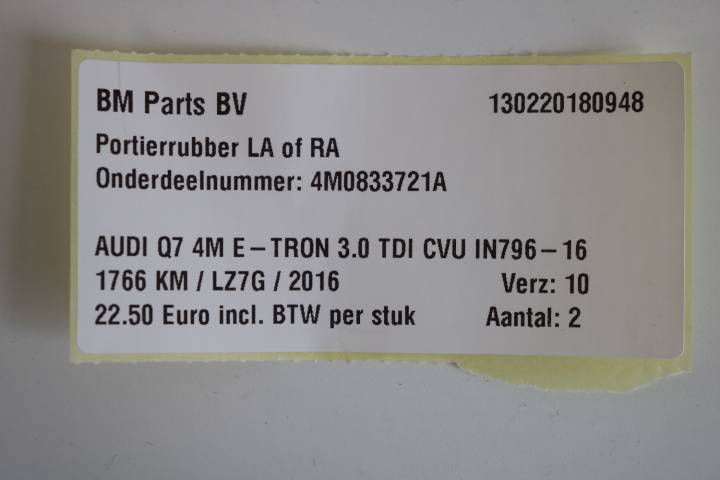 BM Parts BV 130220180948
Portierrubber LA of RA
Onderdeelnummer: 4M0833721A
AUDI Q7 4M E-TRON 3.0 TDI CVU IN796-16
1766 KM / LZ7G / 2016 Verz: 10
22.50 Euro incl. BTW per stuk Aantal: 2